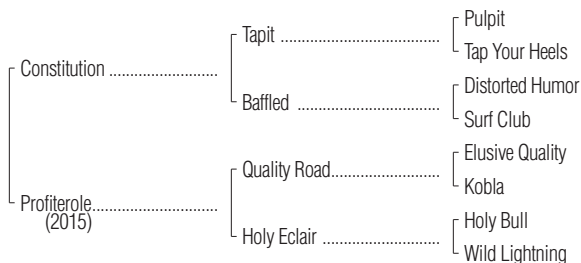 Pulpit
Tapit ........................................
Tap Your Heels
Constitution ...........................
Distorted Humor
Baffled ....................................
Surf Club
Elusive Quality
Quality Road...........................
Kobla
Profiterole...............................
(2015)
Holy Bull
Holy Eclair .............................
Wild Lightning